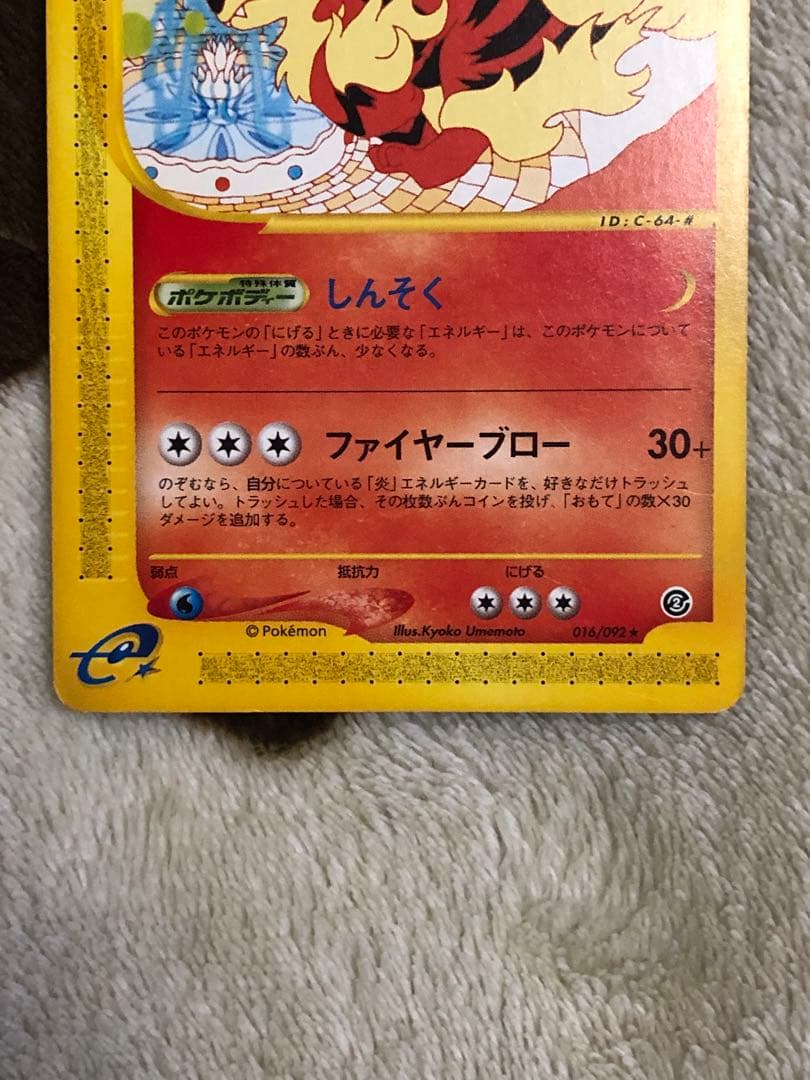 ID:C-64-#
特殊体質
ポケボディー しんそく
このポケモンの「にげる」ときに必要な「エネルギー」は、このポケモンについて
いる「エネルギー」の数ぶん、少なくなる。
ファイヤーブロー 30+
のぞむなら、自分についている「炎」エネルギーカードを、好きなだけトラッシュ
してよい。トラッシュした場合、その枚数ぶんコインを投げ、「おもて」の数×30
ダメージを追加する。
弱点 抵抗力 にげる
© Pokémon Illus.Kyoko Umemoto 016/092★
2
e